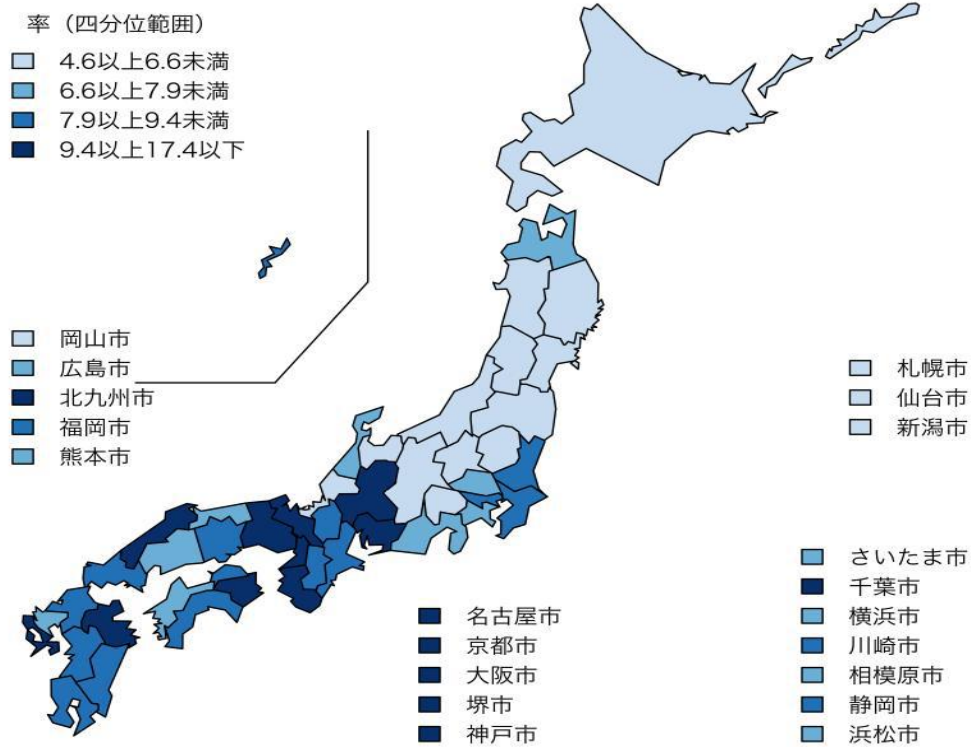 率（四分位範囲）
4.6以上6.6未満
6.6以上7.9未満
7.9以上9.4未満
9.4以上17.4以下
岡山市
広島市
北九州市
福岡市
熊本市
札幌市
仙台市
新潟市
名古屋市
京都市
大阪市
堺市
神戸市
さいたま市
千葉市
横浜市
川崎市
相模原市
静岡市
浜松市